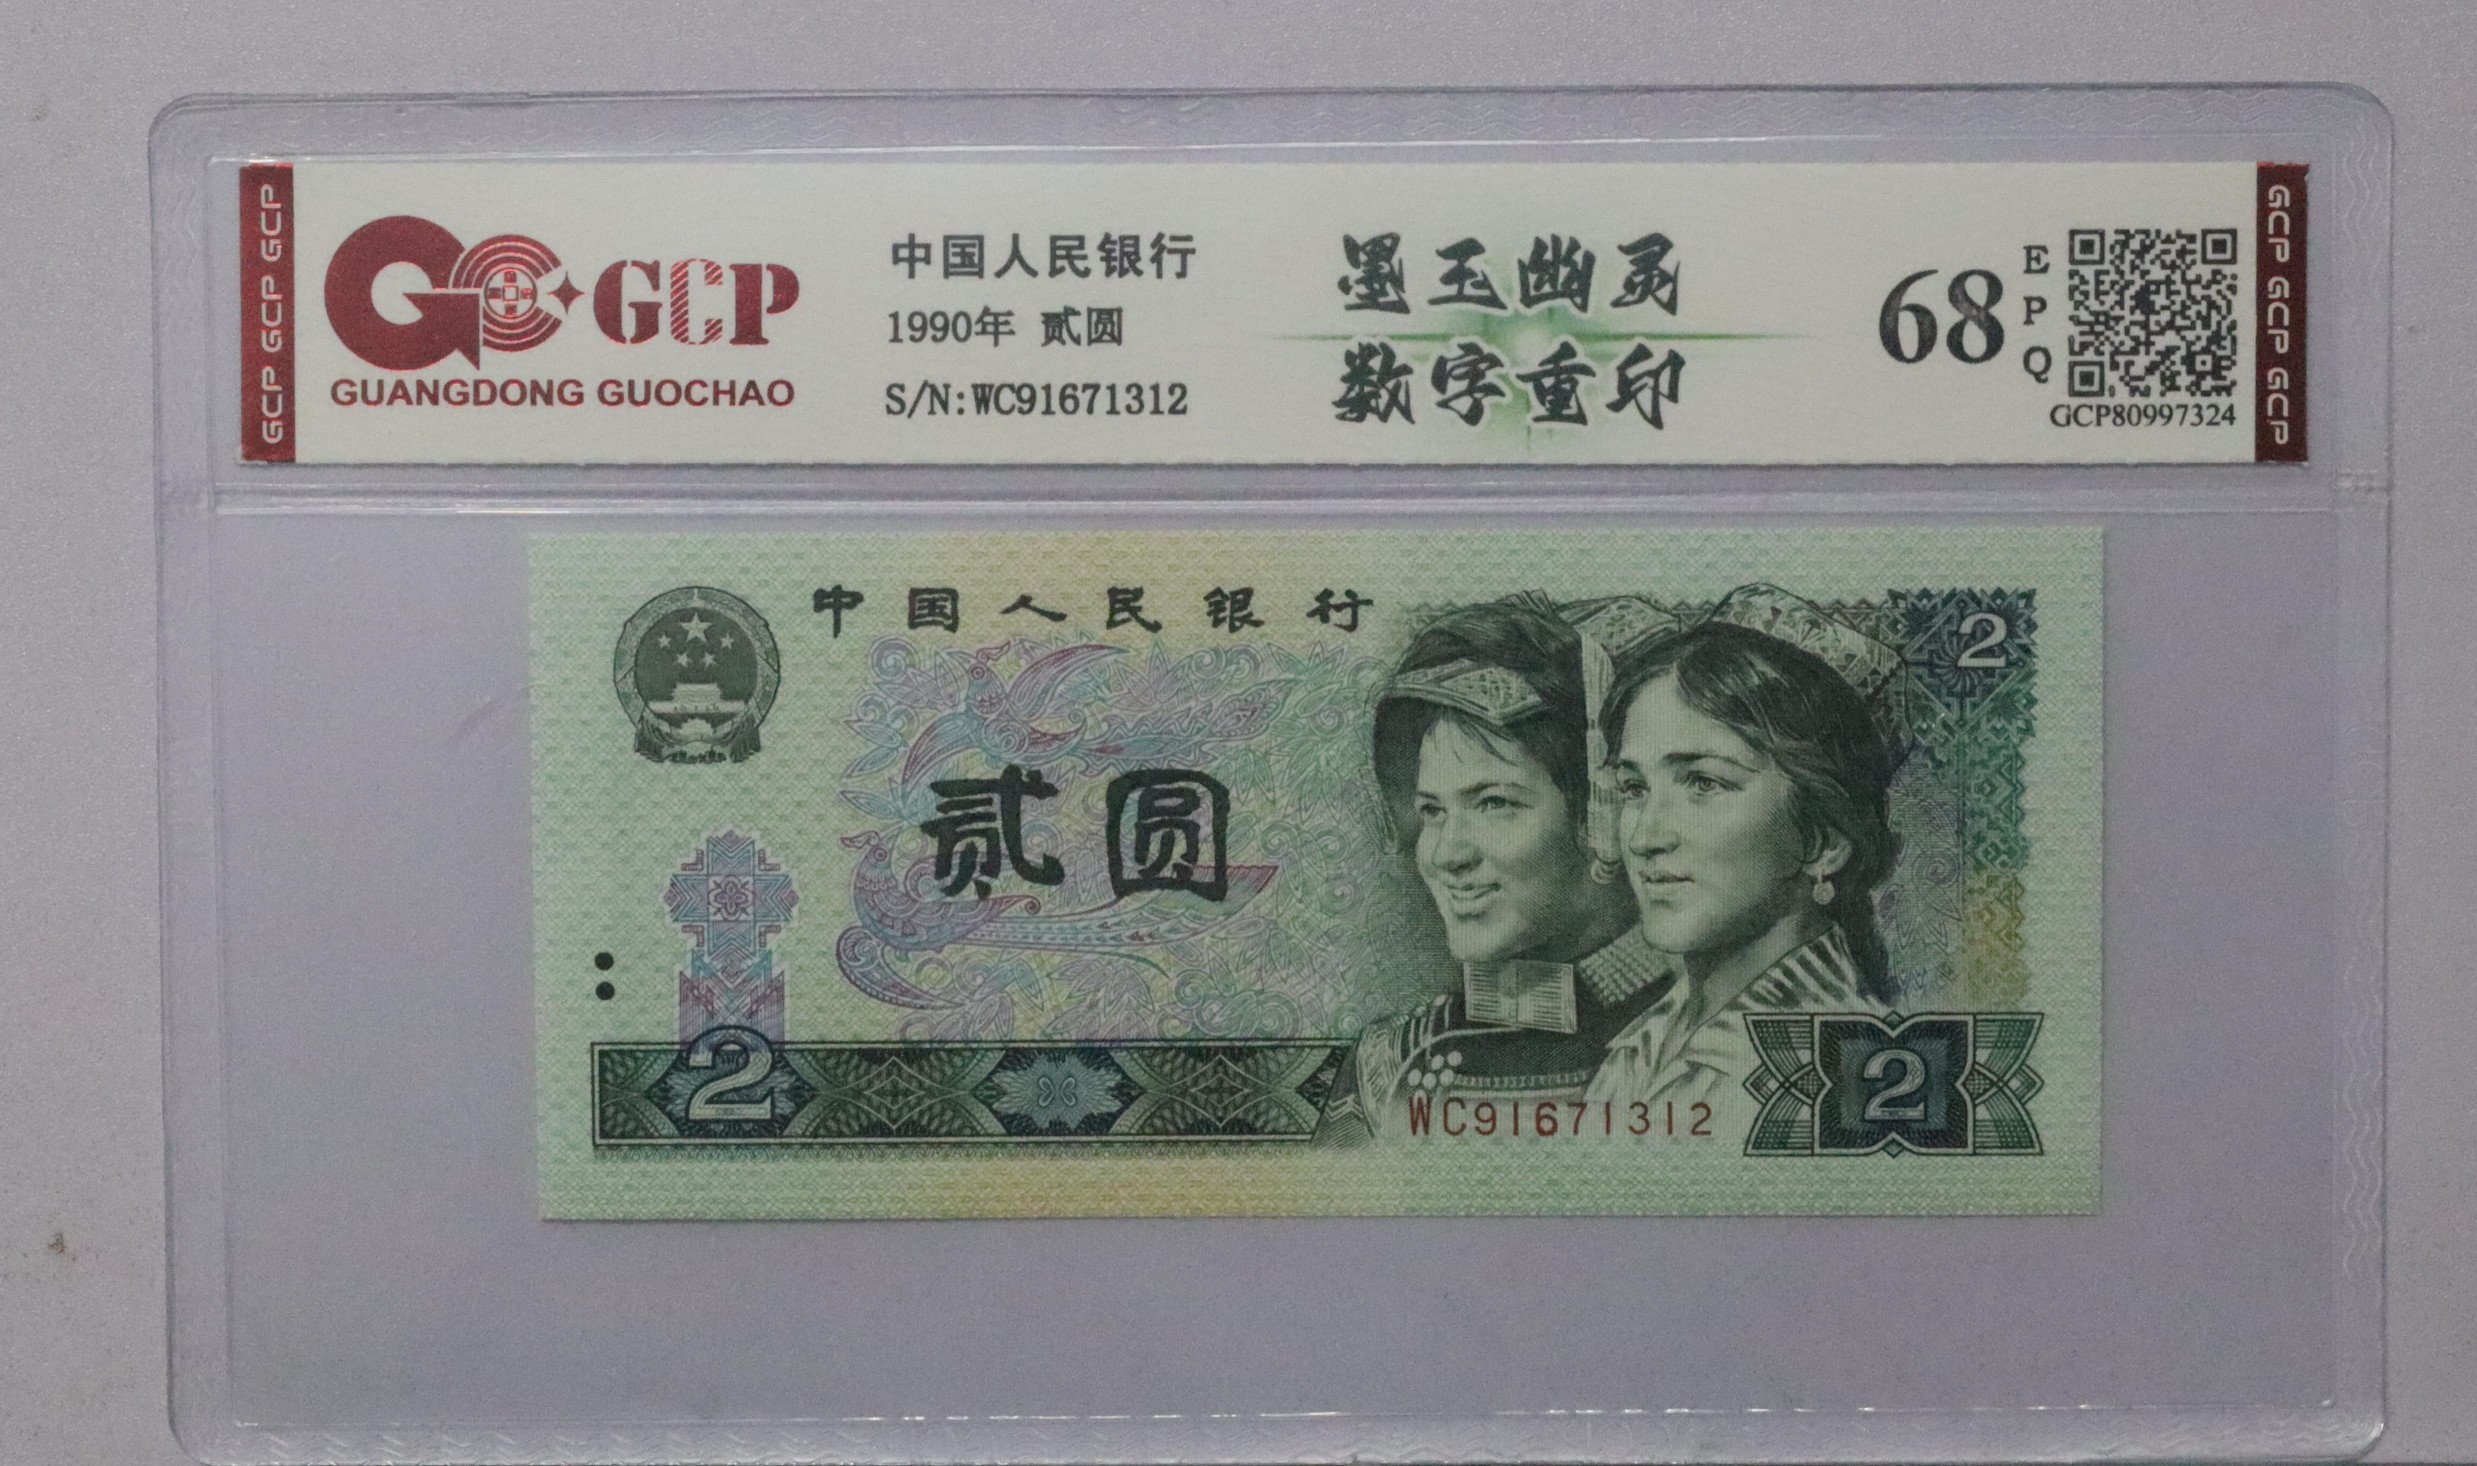 GCP GCP GCP
GCP
GUANGDONG GUOCHAO
中国人民银行
1990年 贰圆
S/N:WC91671312
墨玉幽灵
数字重印
68
EPQ
GCP80997324
GCP GCP GCP
中国人民银行
2
贰圆
2
WC91671312
2